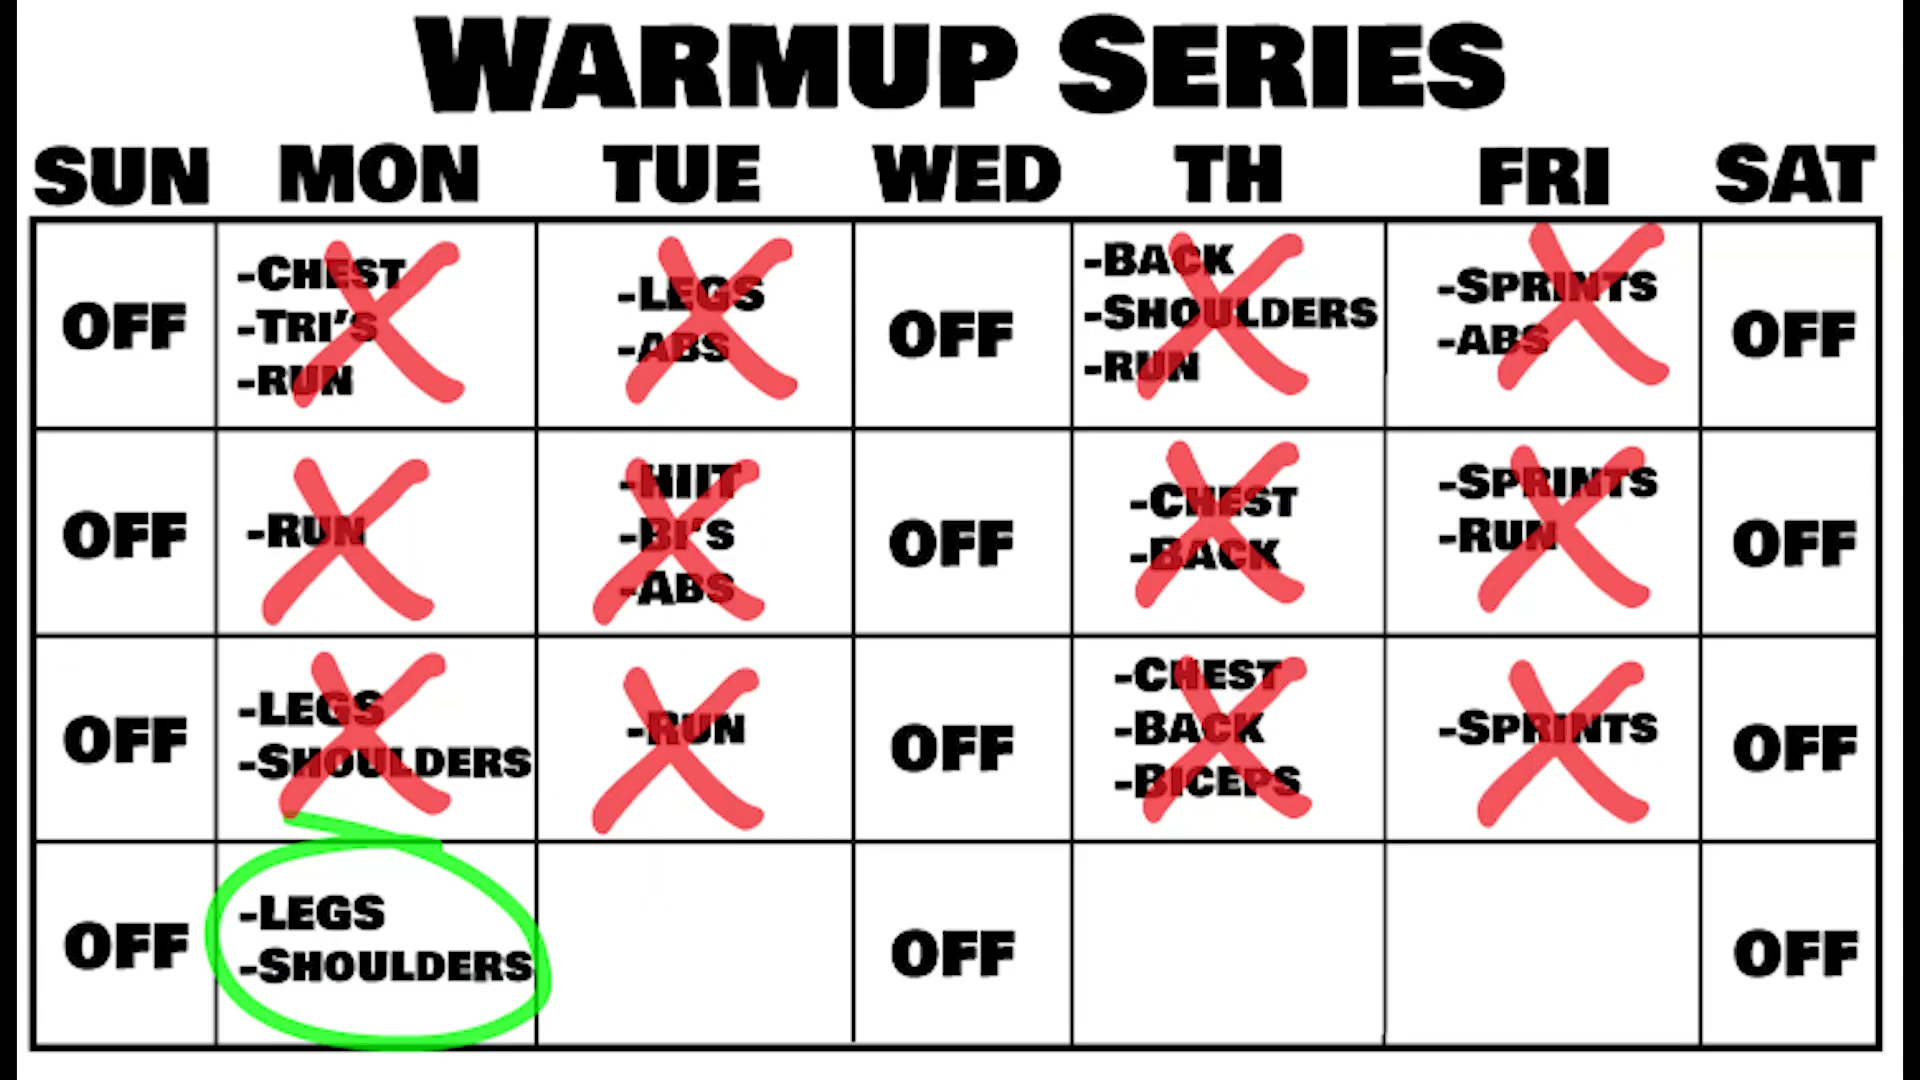 WARMUP SERIES
SUN MON TUE WED TH FRI SAT
OFF
-CHEST
-TRI'S
-RUN
-LEGS
-ABS
OFF
-BACK
-SHOULDERS
-RUN
-SPRINTS
-ABS
OFF
OFF
-RUN
-HIIT
-BI'S
-ABS
OFF
-CHEST
-BACK
-SPRINTS
-RUN
OFF
OFF
-LEGS
-SHOULDERS
-RUN
OFF
-CHEST
-BACK
-BICEPS
-SPRINTS
OFF
OFF
-LEGS
-SHOULDERS
OFF
OFF